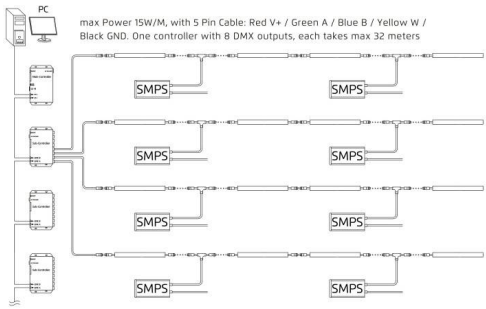 PC
max Power 15W/M, with 5 Pin Cable: Red V+ / Green A / Blue B / Yellow W /
Black GND. One controller with 8 DMX outputs, each takes max 32 meters
SMPS
SMPS
SMPS
SMPS
SMPS
SMPS
SMPS
SMPS